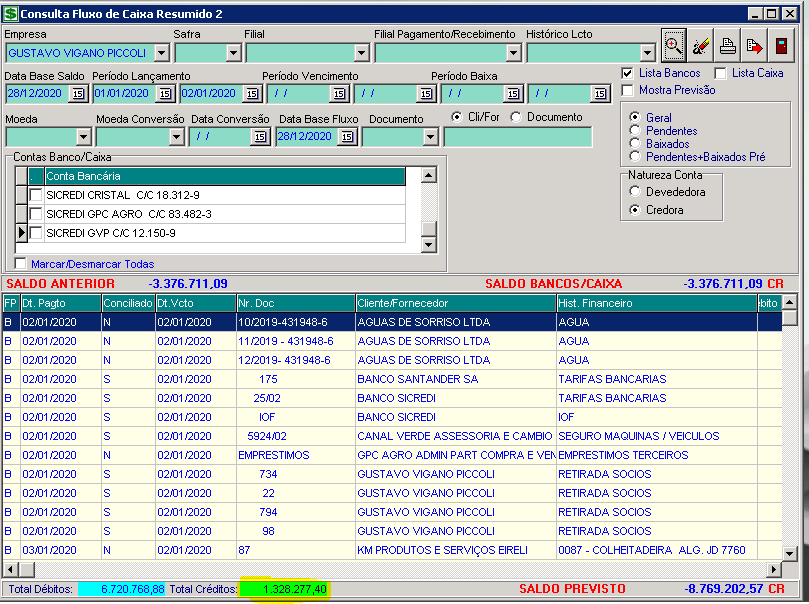 Consulta Fluxo de Caixa Resumido 2
Empresa Safra Filial Filial Pagamento/Recebimento Histórico Lcto
GUSTAVO VIGANO PICCOLI
Data Base Saldo Período Lançamento Período Vencimento Período Baixa
28/12/2020 15 01/01/2020 15 02/01/2020 15 / / 15 / / 15 / / 15 / / 15
Lista Bancos Lista Caixa
Mostra Previsão
Moeda Moeda Conversão Data Conversão Data Base Fluxo Documento Cli/For Documento
/ / 15 28/12/2020 15
Geral
Pendentes
Baixados
Pendentes+Baixados Pré
Natureza Conta
Devededora
Credora
Contas Banco/Caixa
. Conta Bancária
SICREDI CRISTAL C/C 18.312-9
SICREDI GPC AGRO C/C 83.482-3
SICREDI GVP C/C 12.150-9
Marcar/Desmarcar Todas
SALDO ANTERIOR -3.376.711,09 SALDO BANCOS/CAIXA -3.376.711,09 CR
FP Dt. Pagto Conciliado Dt.Vcto Nr. Doc Cliente/Fornecedor Hist. Financeiro ébito
B 02/01/2020 N 02/01/2020 10/2019-431948-6 AGUAS DE SORRISO LTDA AGUA
B 02/01/2020 N 02/01/2020 11/2019 - 431948-6 AGUAS DE SORRISO LTDA AGUA
B 02/01/2020 N 02/01/2020 12/2019- 431948-6 AGUAS DE SORRISO LTDA AGUA
B 02/01/2020 S 02/01/2020 175 BANCO SANTANDER SA TARIFAS BANCARIAS
B 02/01/2020 S 02/01/2020 25/02 BANCO SICREDI TARIFAS BANCARIAS
B 02/01/2020 S 02/01/2020 IOF BANCO SICREDI IOF
B 02/01/2020 S 02/01/2020 5924/02 CANAL VERDE ASSESSORIA E CAMBIO SEGURO MAQUINAS / VEICULOS
B 02/01/2020 N 02/01/2020 EMPRESTIMOS GPC AGRO ADMIN PART COMPRA E VEN EMPRESTIMOS TERCEIROS
B 02/01/2020 S 02/01/2020 734 GUSTAVO VIGANO PICCOLI RETIRADA SOCIOS
B 02/01/2020 S 02/01/2020 22 GUSTAVO VIGANO PICCOLI RETIRADA SOCIOS
B 02/01/2020 S 02/01/2020 794 GUSTAVO VIGANO PICCOLI RETIRADA SOCIOS
B 02/01/2020 S 02/01/2020 98 GUSTAVO VIGANO PICCOLI RETIRADA SOCIOS
B 03/01/2020 N 02/01/2020 87 KM PRODUTOS E SERVIÇOS EIRELI 0087 - COLHEITADEIRA ALG. JD 7760
Total Débitos: 6.720.768,88 Total Créditos: 1.328.277,40 SALDO PREVISTO -8.769.202,57 CR